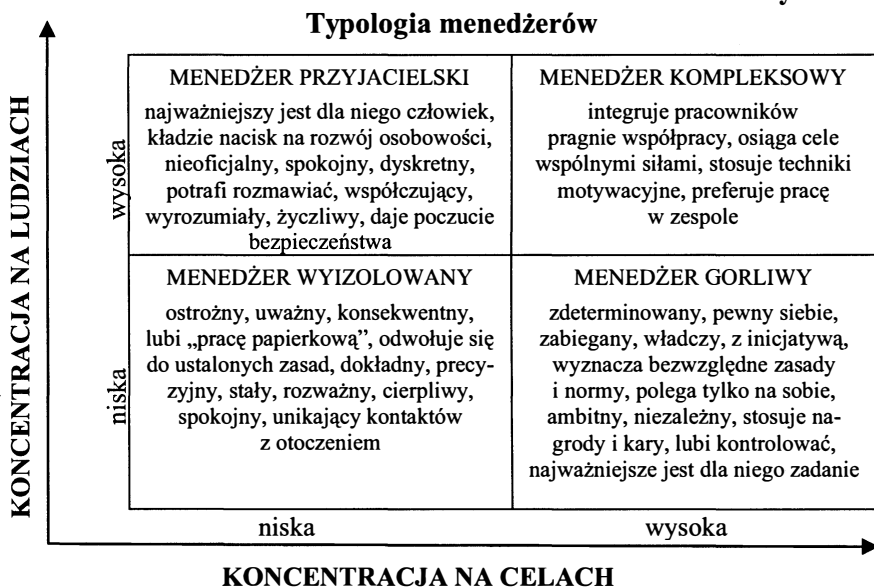 Typologia menedżerów
KONCENTRACJA NA LUDZIACH
wysoka
MENEDŻER PRZYJACIELSKI
najważniejszy jest dla niego człowiek,
kładzie nacisk na rozwój osobowości,
nieoficjalny, spokojny, dyskretny,
potrafi rozmawiać, współczujący,
wyrozumiały, życzliwy, daje poczucie
bezpieczeństwa
MENEDŻER KOMPLEKSOWY
integruje pracowników
pragnie współpracy, osiąga cele
wspólnymi siłami, stosuje techniki
motywacyjne, preferuje pracę
w zespole
niska
MENEDŻER WYIZOLOWANY
ostrożny, uważny, konsekwentny,
lubi „pracę papierkową”, odwołuje się
do ustalonych zasad, dokładny, precy-
zyjny, stały, rozważny, cierpliwy,
spokojny, unikający kontaktów
z otoczeniem
MENEDŻER GORLIWY
zdeterminowany, pewny siebie,
zabiegany, władczy, z inicjatywą,
wyznacza bezwzględne zasady
i normy, polega tylko na sobie,
ambitny, niezależny, stosuje na-
grody i kary, lubi kontrolować,
najważniejsze jest dla niego zadanie
niska
wysoka
KONCENTRACJA NA CELACH